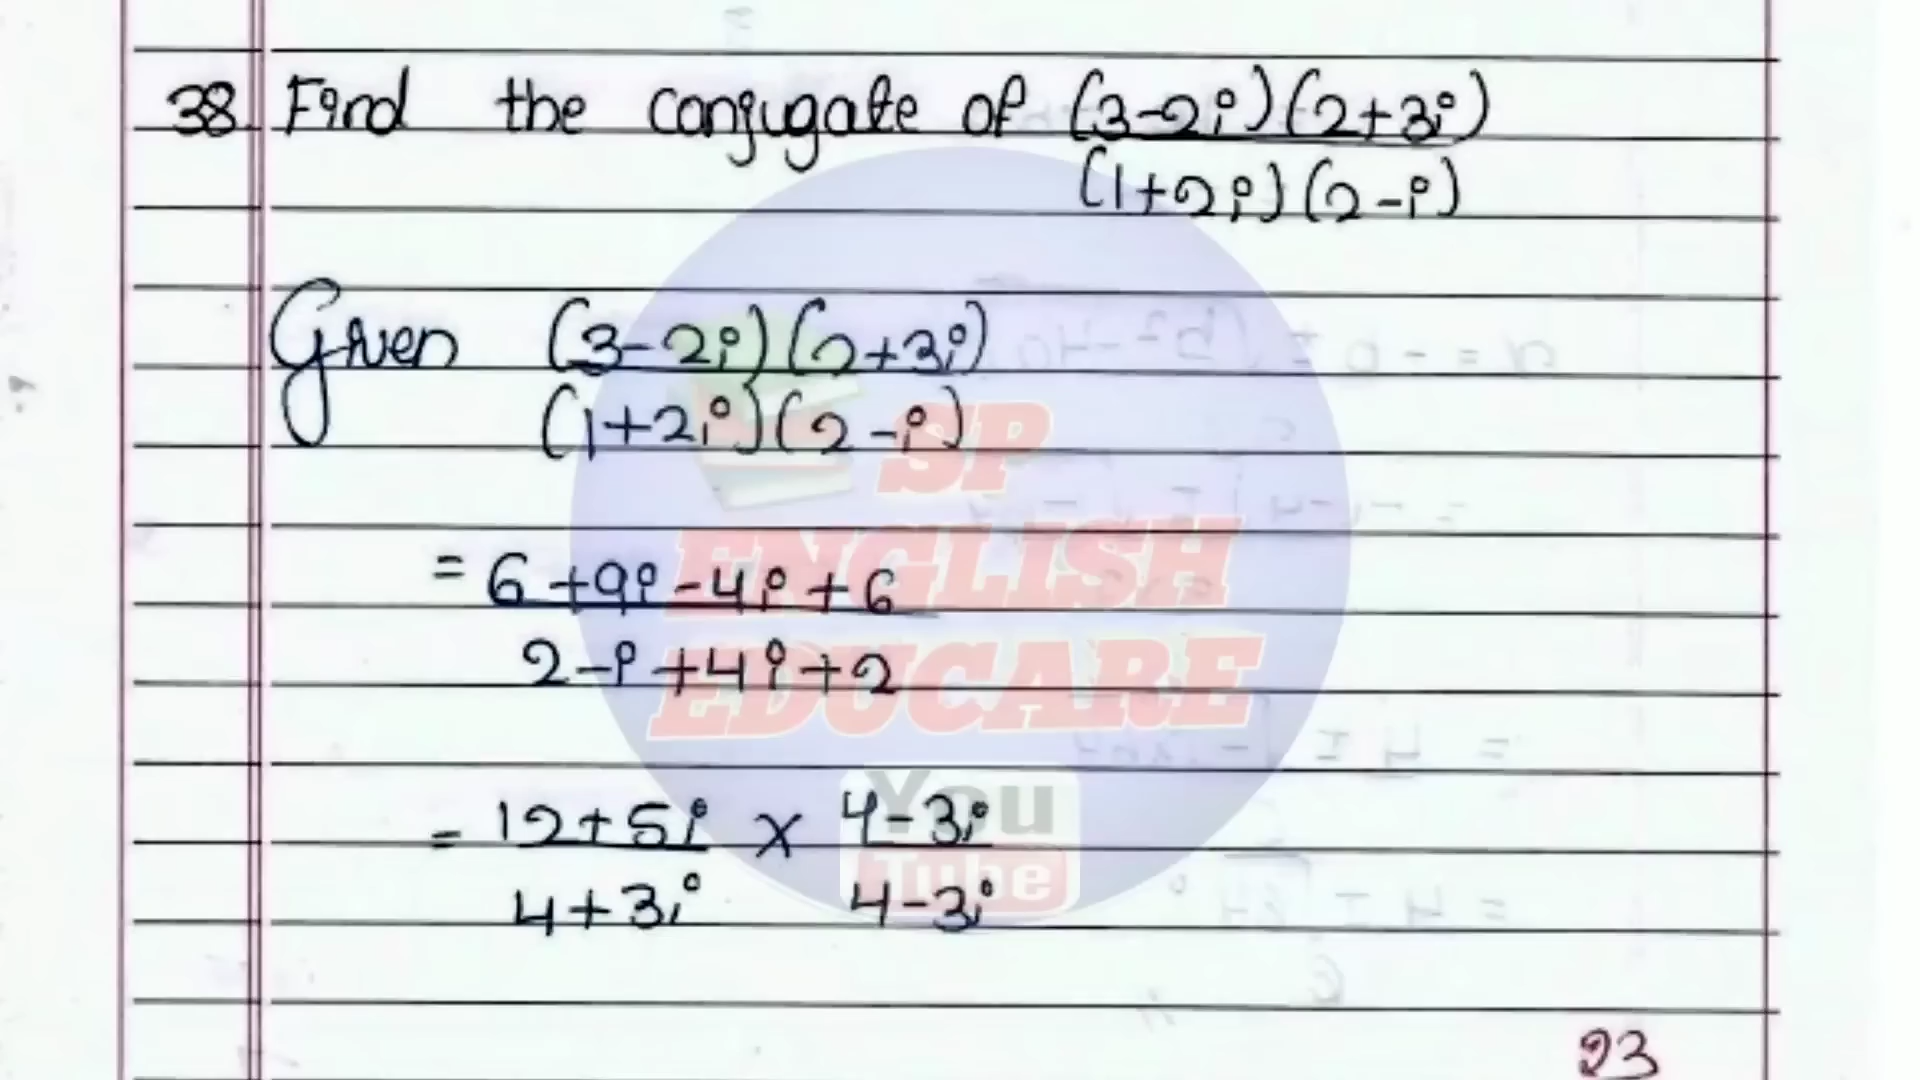 38. Find the conjugate of (3-2i)(2+3i)
(1+2i)(2-i)
Given (3-2i)(2+3i)
(1+2i)(2-i)
SP
ENGLISH
EDUCARE
= 6+9i-4i+6
2-i+4i+2
= 12+5i × 4-3i
4+3i 4-3i
You
Tube
23